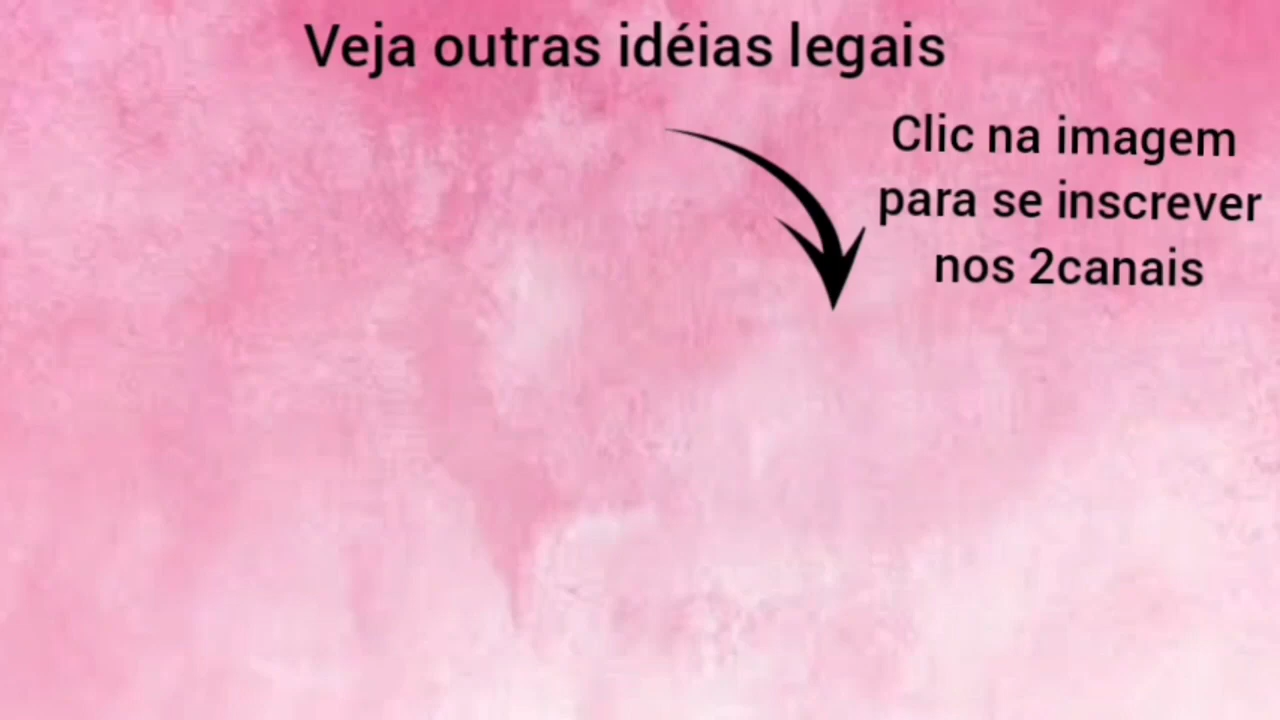 Veja outras idéias legais
Clic na imagem
para se inscrever
nos 2canais